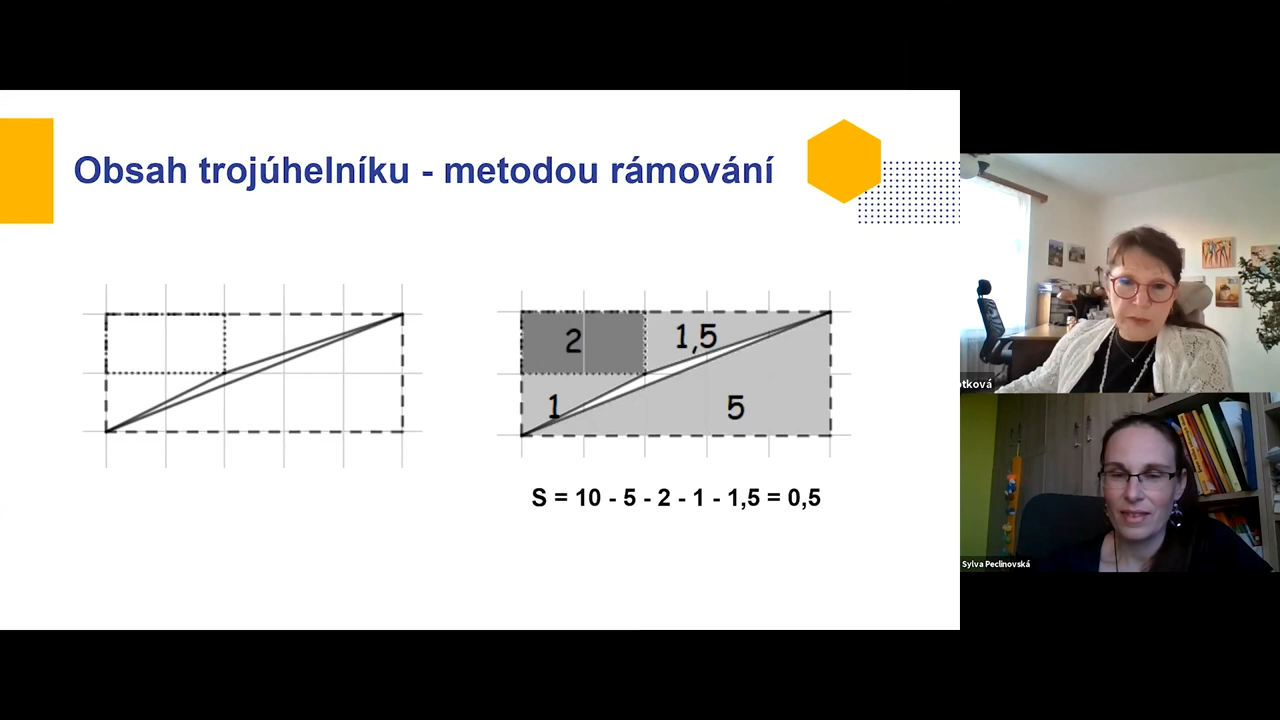 Obsah trojúhelníku - metodou rámování
2
1,5
1
5
S = 10 - 5 - 2 - 1 - 1,5 = 0,5
Sylva Peclinovská